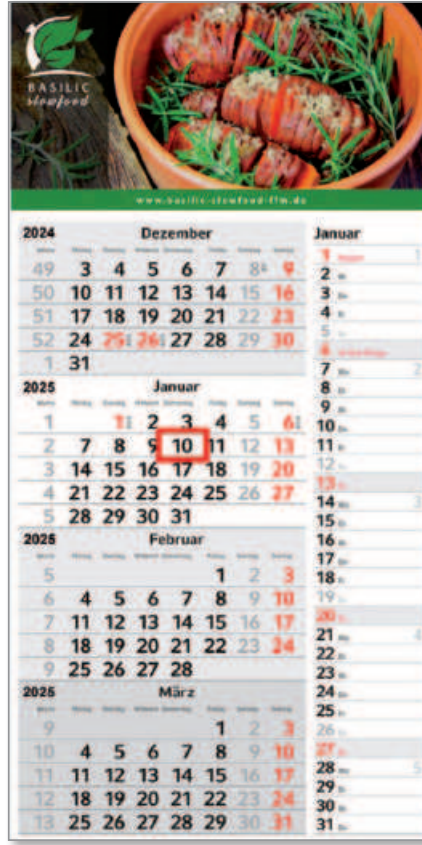 BASILIC
slowfood
www.basilic-slowfood-ffm.de
2024 Dezember
49 3 4 5 6 7 8 9
50 10 11 12 13 14 15 16
51 17 18 19 20 21 22 23
52 24 25 26 27 28 29 30
1 31
2025 Januar
1 1 2 3 4 5 6
2 7 8 9 10 11 12 13
3 14 15 16 17 18 19 20
4 21 22 23 24 25 26 27
5 28 29 30 31
2025 Februar
5 1 2 3
6 4 5 6 7 8 9 10
7 11 12 13 14 15 16 17
8 18 19 20 21 22 23 24
9 25 26 27 28
2025 März
9 1 2 3
10 4 5 6 7 8 9 10
11 11 12 13 14 15 16 17
12 18 19 20 21 22 23 24
13 25 26 27 28 29 30 31
Januar
1 1
2
3
4
5
6
7 2
8
9
10
11
12
13
14 3
15
16
17
18
19
20
21 4
22
23
24
25
26
27
28 5
29
30
31